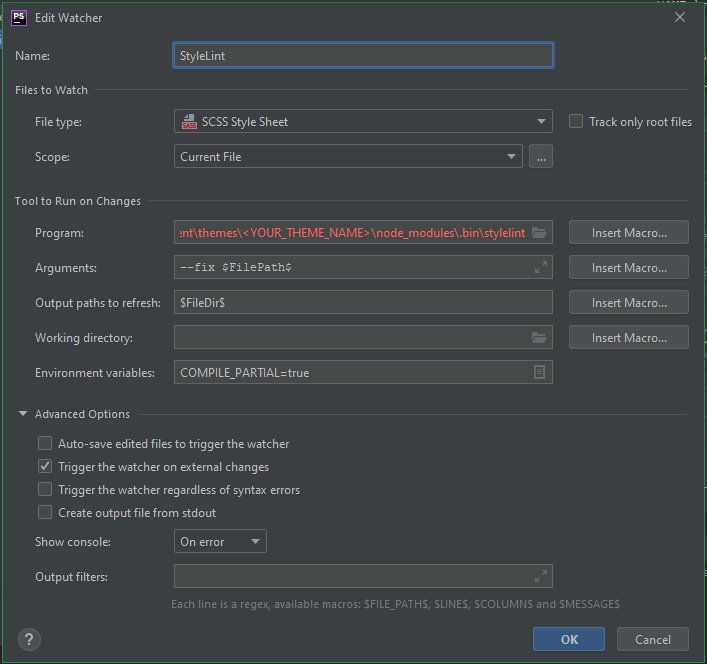 PS Edit Watcher
Name: StyleLint
Files to Watch
File type: SASS SCSS Style Sheet Track only root files
Scope: Current File ...
Tool to Run on Changes
Program: ent\themes\<YOUR_THEME_NAME>\node_modules\.bin\stylelint Insert Macro...
Arguments: --fix $FilePath$ Insert Macro...
Output paths to refresh: $FileDir$ Insert Macro...
Working directory: Insert Macro...
Environment variables: COMPILE_PARTIAL=true
Advanced Options
Auto-save edited files to trigger the watcher
Trigger the watcher on external changes
Trigger the watcher regardless of syntax errors
Create output file from stdout
Show console: On error
Output filters:
Each line is a regex, available macros: $FILE_PATH$, $LINE$, $COLUMN$ and $MESSAGE$
? OK Cancel